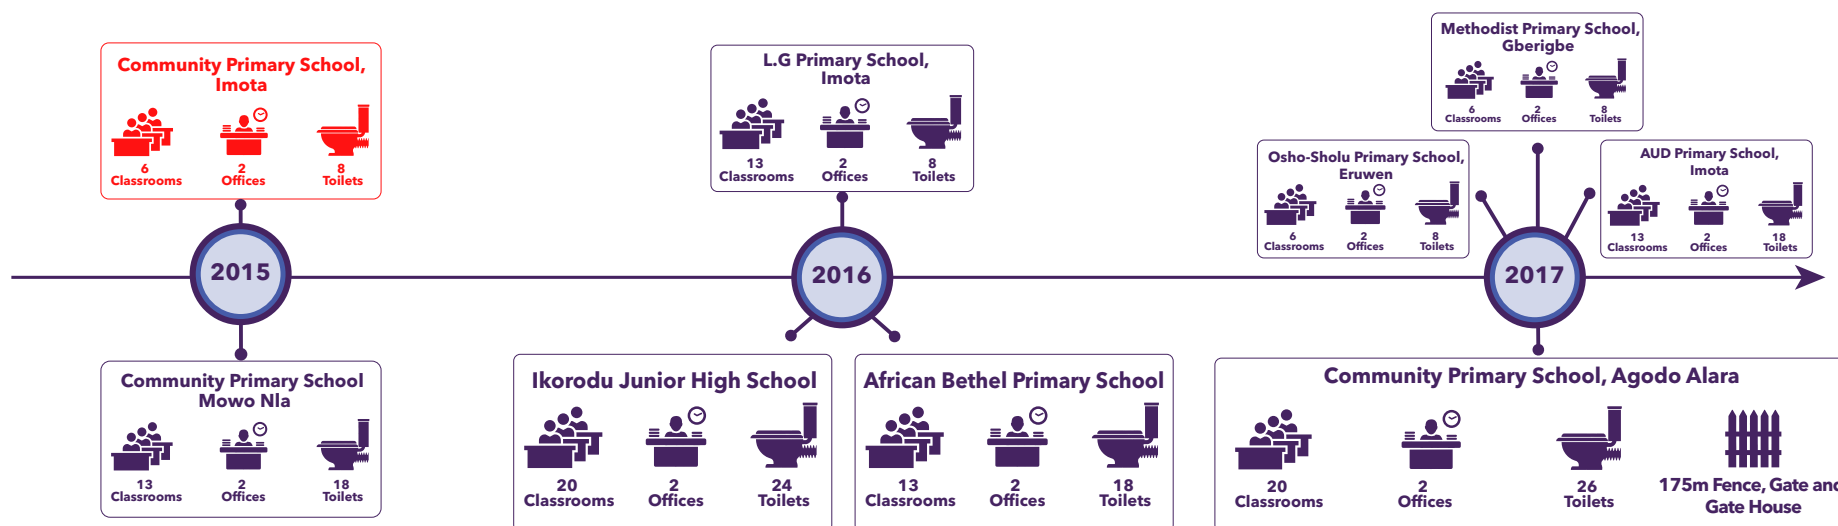 Community Primary School,
Imota
6
Classrooms
2
Offices
8
Toilets
2015
Community Primary School
Mowo Nla
13
Classrooms
2
Offices
18
Toilets
L.G Primary School,
Imota
13
Classrooms
2
Offices
8
Toilets
2016
Ikorodu Junior High School
20
Classrooms
2
Offices
24
Toilets
African Bethel Primary School
13
Classrooms
2
Offices
18
Toilets
Methodist Primary School,
Gberigbe
6
Classrooms
2
Offices
8
Toilets
Osho-Sholu Primary School,
Eruwen
6
Classrooms
2
Offices
8
Toilets
AUD Primary School,
Imota
13
Classrooms
2
Offices
18
Toilets
2017
Community Primary School, Agodo Alara
20
Classrooms
2
Offices
26
Toilets
175m Fence, Gate and
Gate House